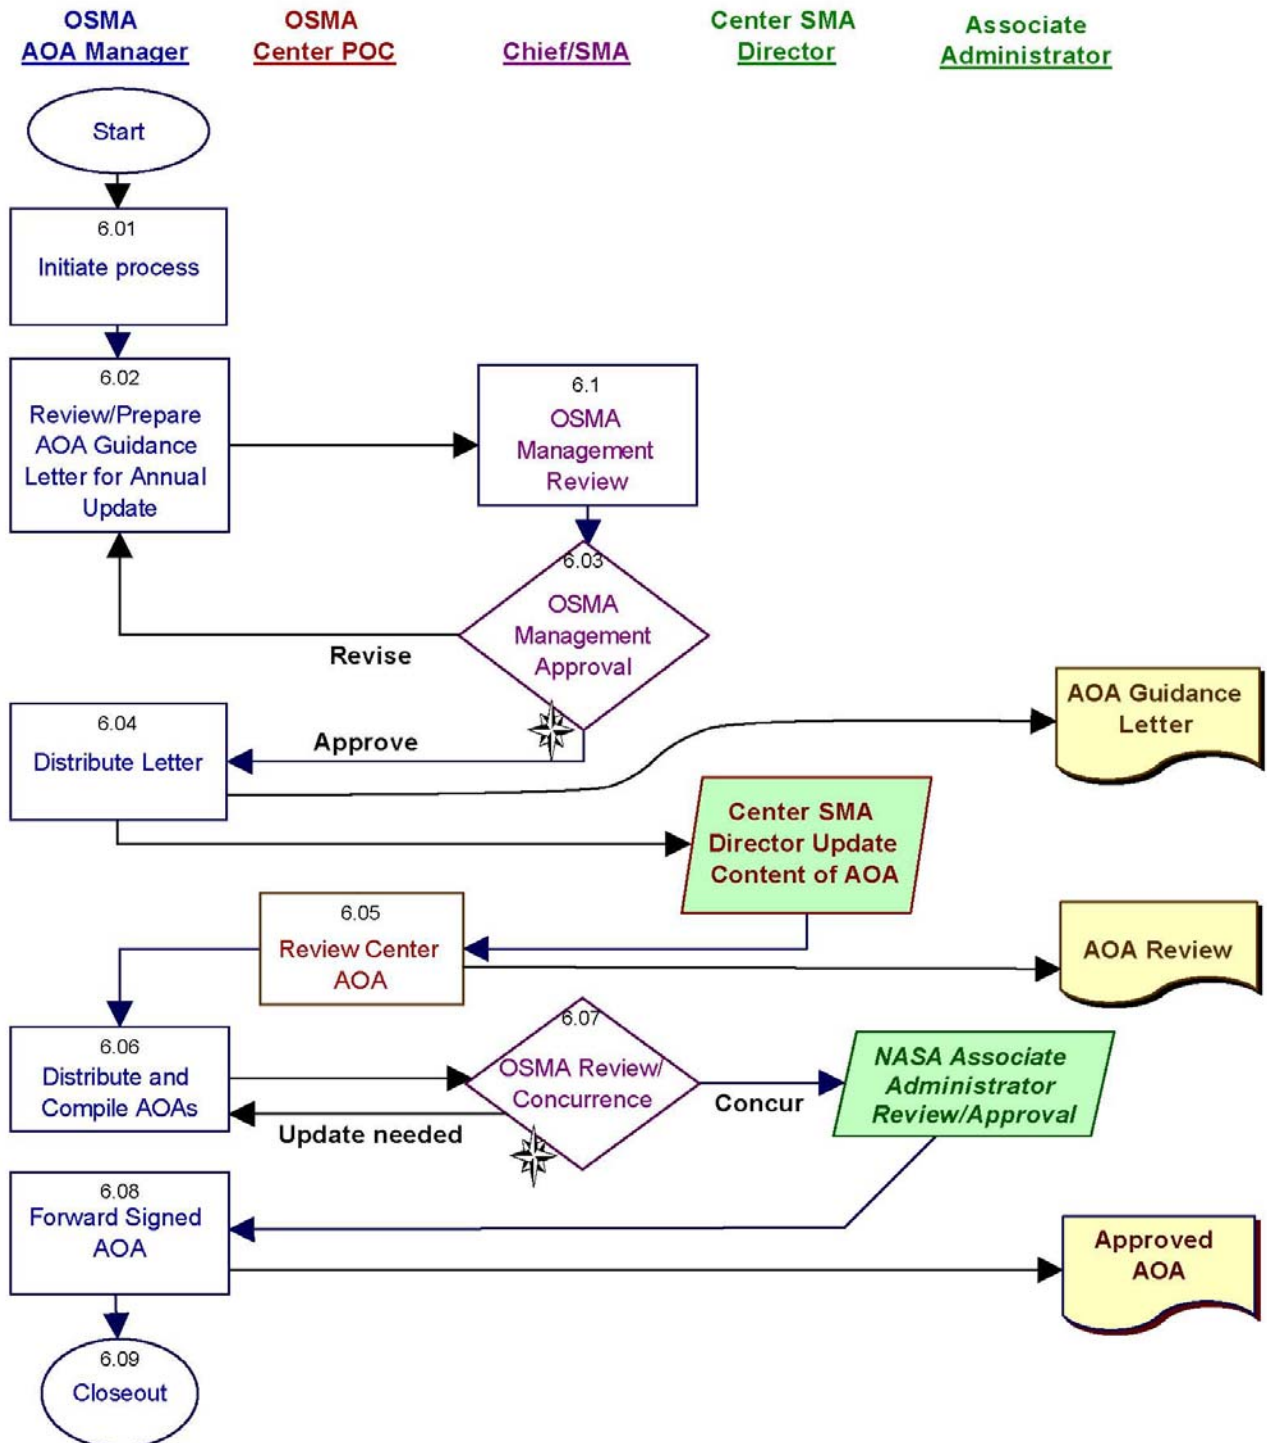 OSMA
AOA Manager
OSMA
Center POC
Chief/SMA
Center SMA
Director
Associate
Administrator
Start
6.01
Initiate process
6.02
Review/Prepare
AOA Guidance
Letter for Annual
Update
6.1
OSMA
Management
Review
6.03
OSMA
Management
Approval
Revise
AOA Guidance
Letter
6.04
Distribute Letter
Approve
Center SMA
Director Update
Content of AOA
6.05
Review Center
AOA
AOA Review
6.06
Distribute and
Compile AOAs
6.07
OSMA Review/
Concurrence
Concur
Update needed
NASA Associate
Administrator
Review/Approval
6.08
Forward Signed
AOA
Approved
AOA
6.09
Closeout